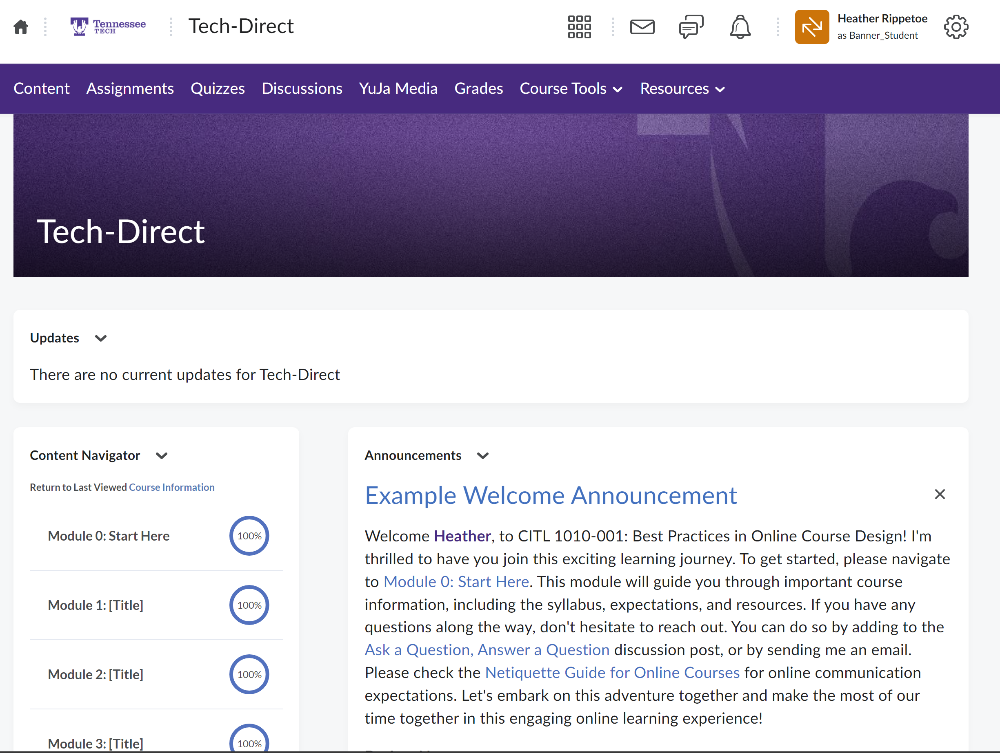 Tennessee
TECH
Tech-Direct
Heather Rippetoe
as Banner_Student
Content Assignments Quizzes Discussions YuJa Media Grades Course Tools Resources
Tech-Direct
Updates
There are no current updates for Tech-Direct
Content Navigator
Return to Last Viewed Course Information
Module 0: Start Here 100%
Module 1: [Title] 100%
Module 2: [Title] 100%
Module 3: [Title] 100%
Announcements
Example Welcome Announcement
Welcome Heather, to CITL 1010-001: Best Practices in Online Course Design! I'm
thrilled to have you join this exciting learning journey. To get started, please navigate
to Module 0: Start Here. This module will guide you through important course
information, including the syllabus, expectations, and resources. If you have any
questions along the way, don't hesitate to reach out. You can do so by adding to the
Ask a Question, Answer a Question discussion post, or by sending me an email.
Please check the Netiquette Guide for Online Courses for online communication
expectations. Let's embark on this adventure together and make the most of our
time together in this engaging online learning experience!